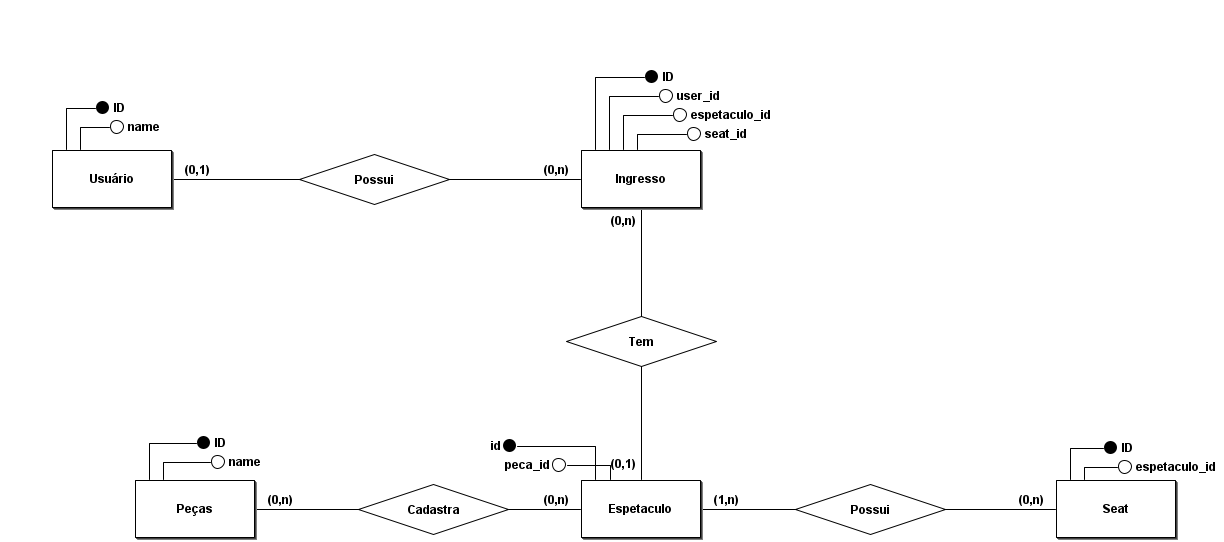 ID
user_id
espetaculo_id
seat_id
ID
name
Usuário
(0,1)
Possui
(0,n)
Ingresso
(0,n)
Tem
ID
name
id
peca_id
(0,1)
ID
espetaculo_id
Peças
(0,n)
Cadastra
(0,n)
Espetaculo
(1,n)
Possui
(0,n)
Seat